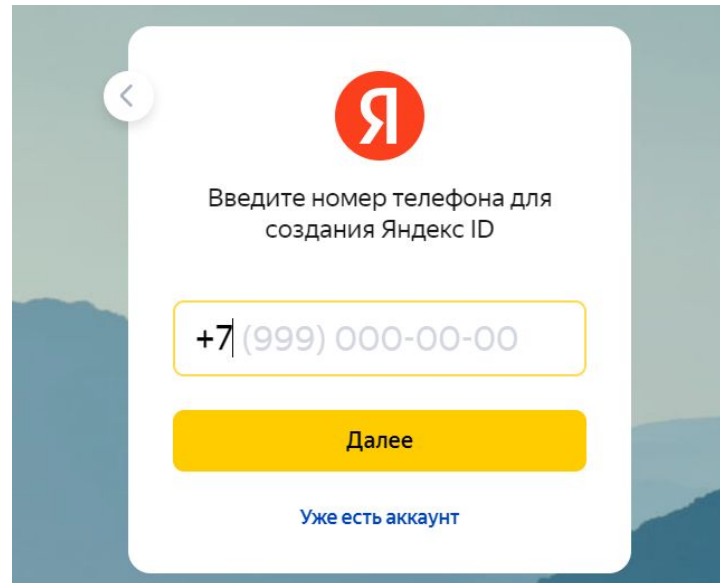 Я
Введите номер телефона для
создания Яндекс ID
+7 (999) 000-00-00
Далее
Уже есть аккаунт